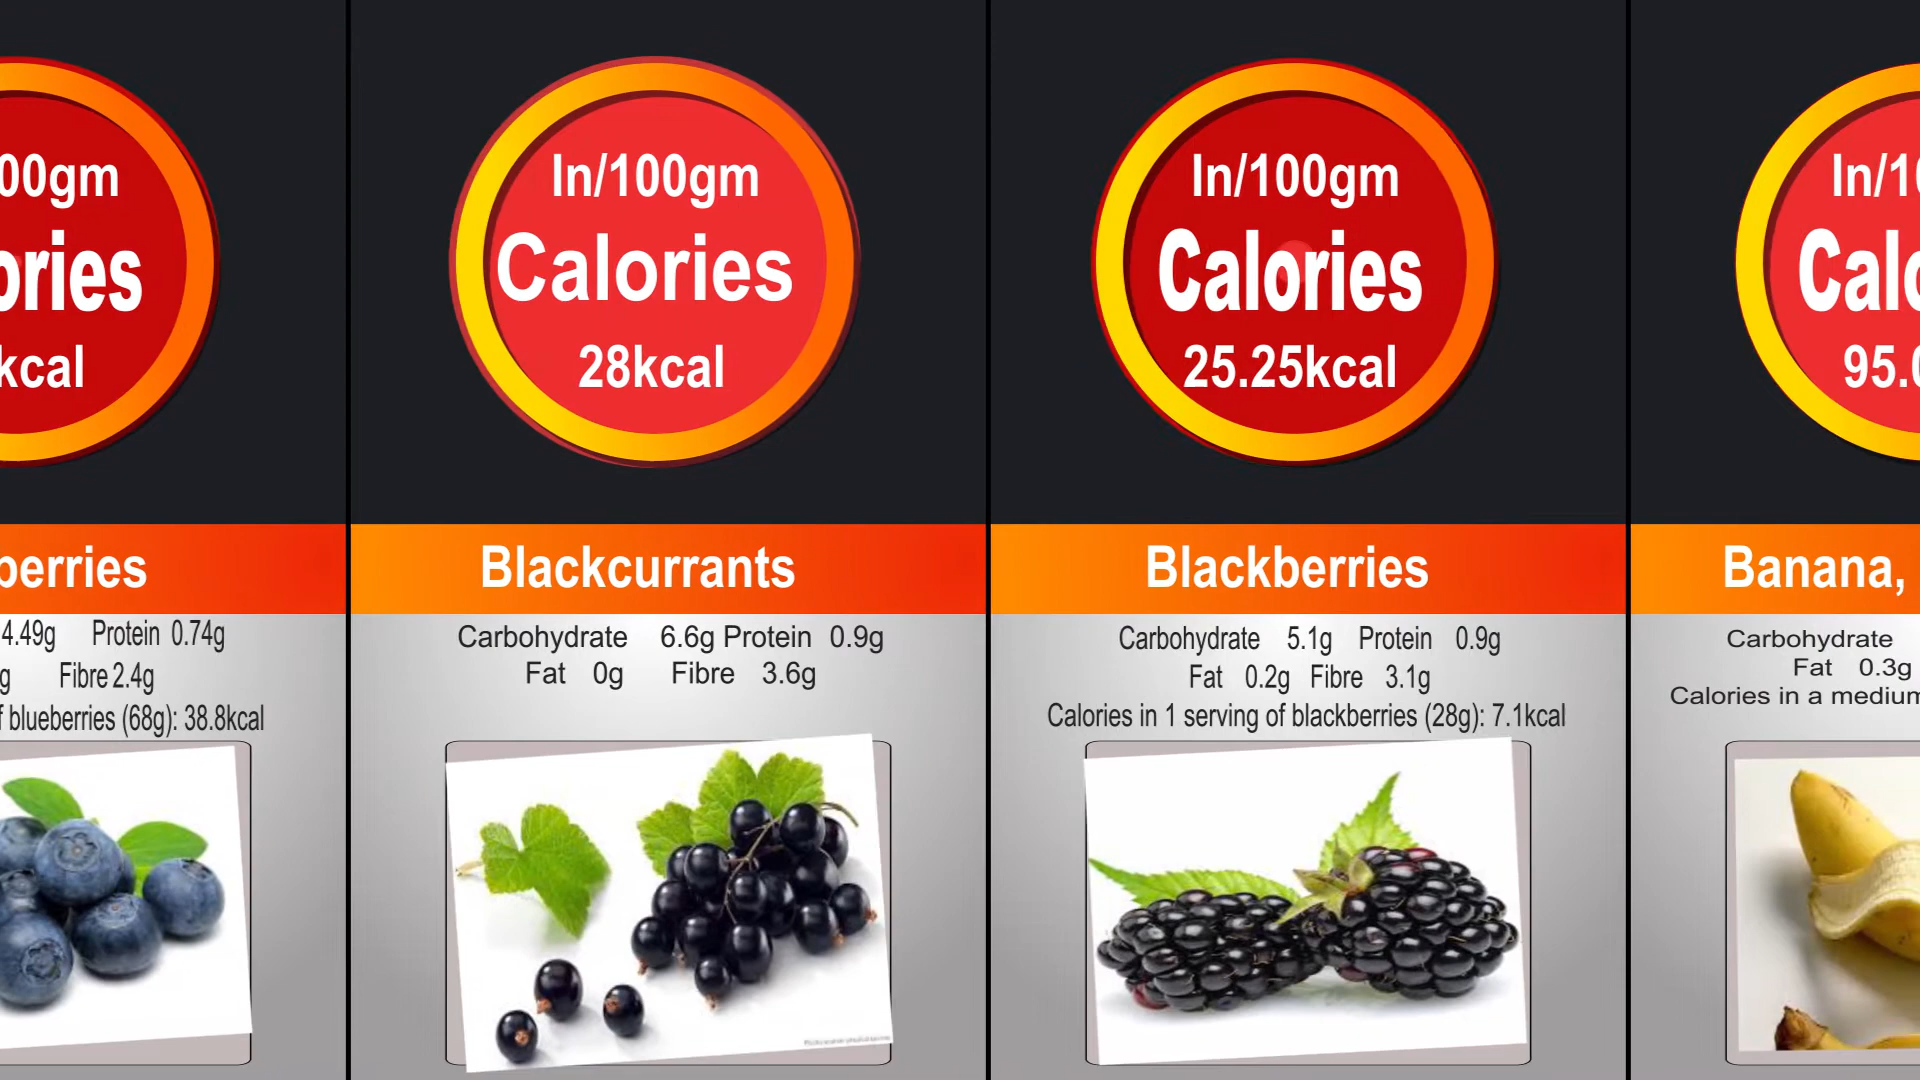 00gm
ories
kcal
berries
4.49g Protein 0.74g
g Fibre 2.4g
f blueberries (68g): 38.8kcal
In/100gm
Calories
28kcal
Blackcurrants
Carbohydrate 6.6g Protein 0.9g
Fat 0g Fibre 3.6g
In/100gm
Calories
25.25kcal
Blackberries
Carbohydrate 5.1g Protein 0.9g
Fat 0.2g Fibre 3.1g
Calories in 1 serving of blackberries (28g): 7.1kcal
In/10
Calo
95.0
Banana,
Carbohydrate
Fat 0.3g
Calories in a medium